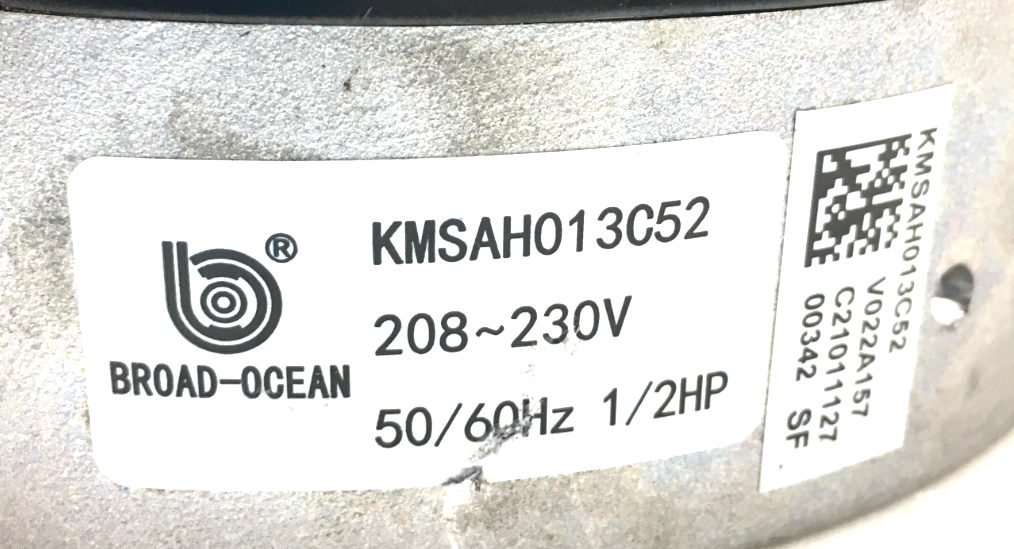 KMSAH013C52
208~230V
50/60Hz 1/2HP
®
BROAD-OCEAN
KMSAH013C52
V022A157
C21011127
00342 SF